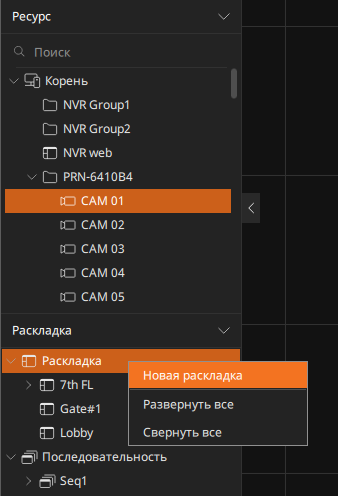 Ресурс
Поиск
Корень
NVR Group1
NVR Group2
NVR web
PRN-6410B4
CAM 01
CAM 02
CAM 03
CAM 04
CAM 05
Раскладка
Раскладка
Новая раскладка
7th FL
Развернуть все
Gate#1
Свернуть все
Lobby
Последовательность
Seq1